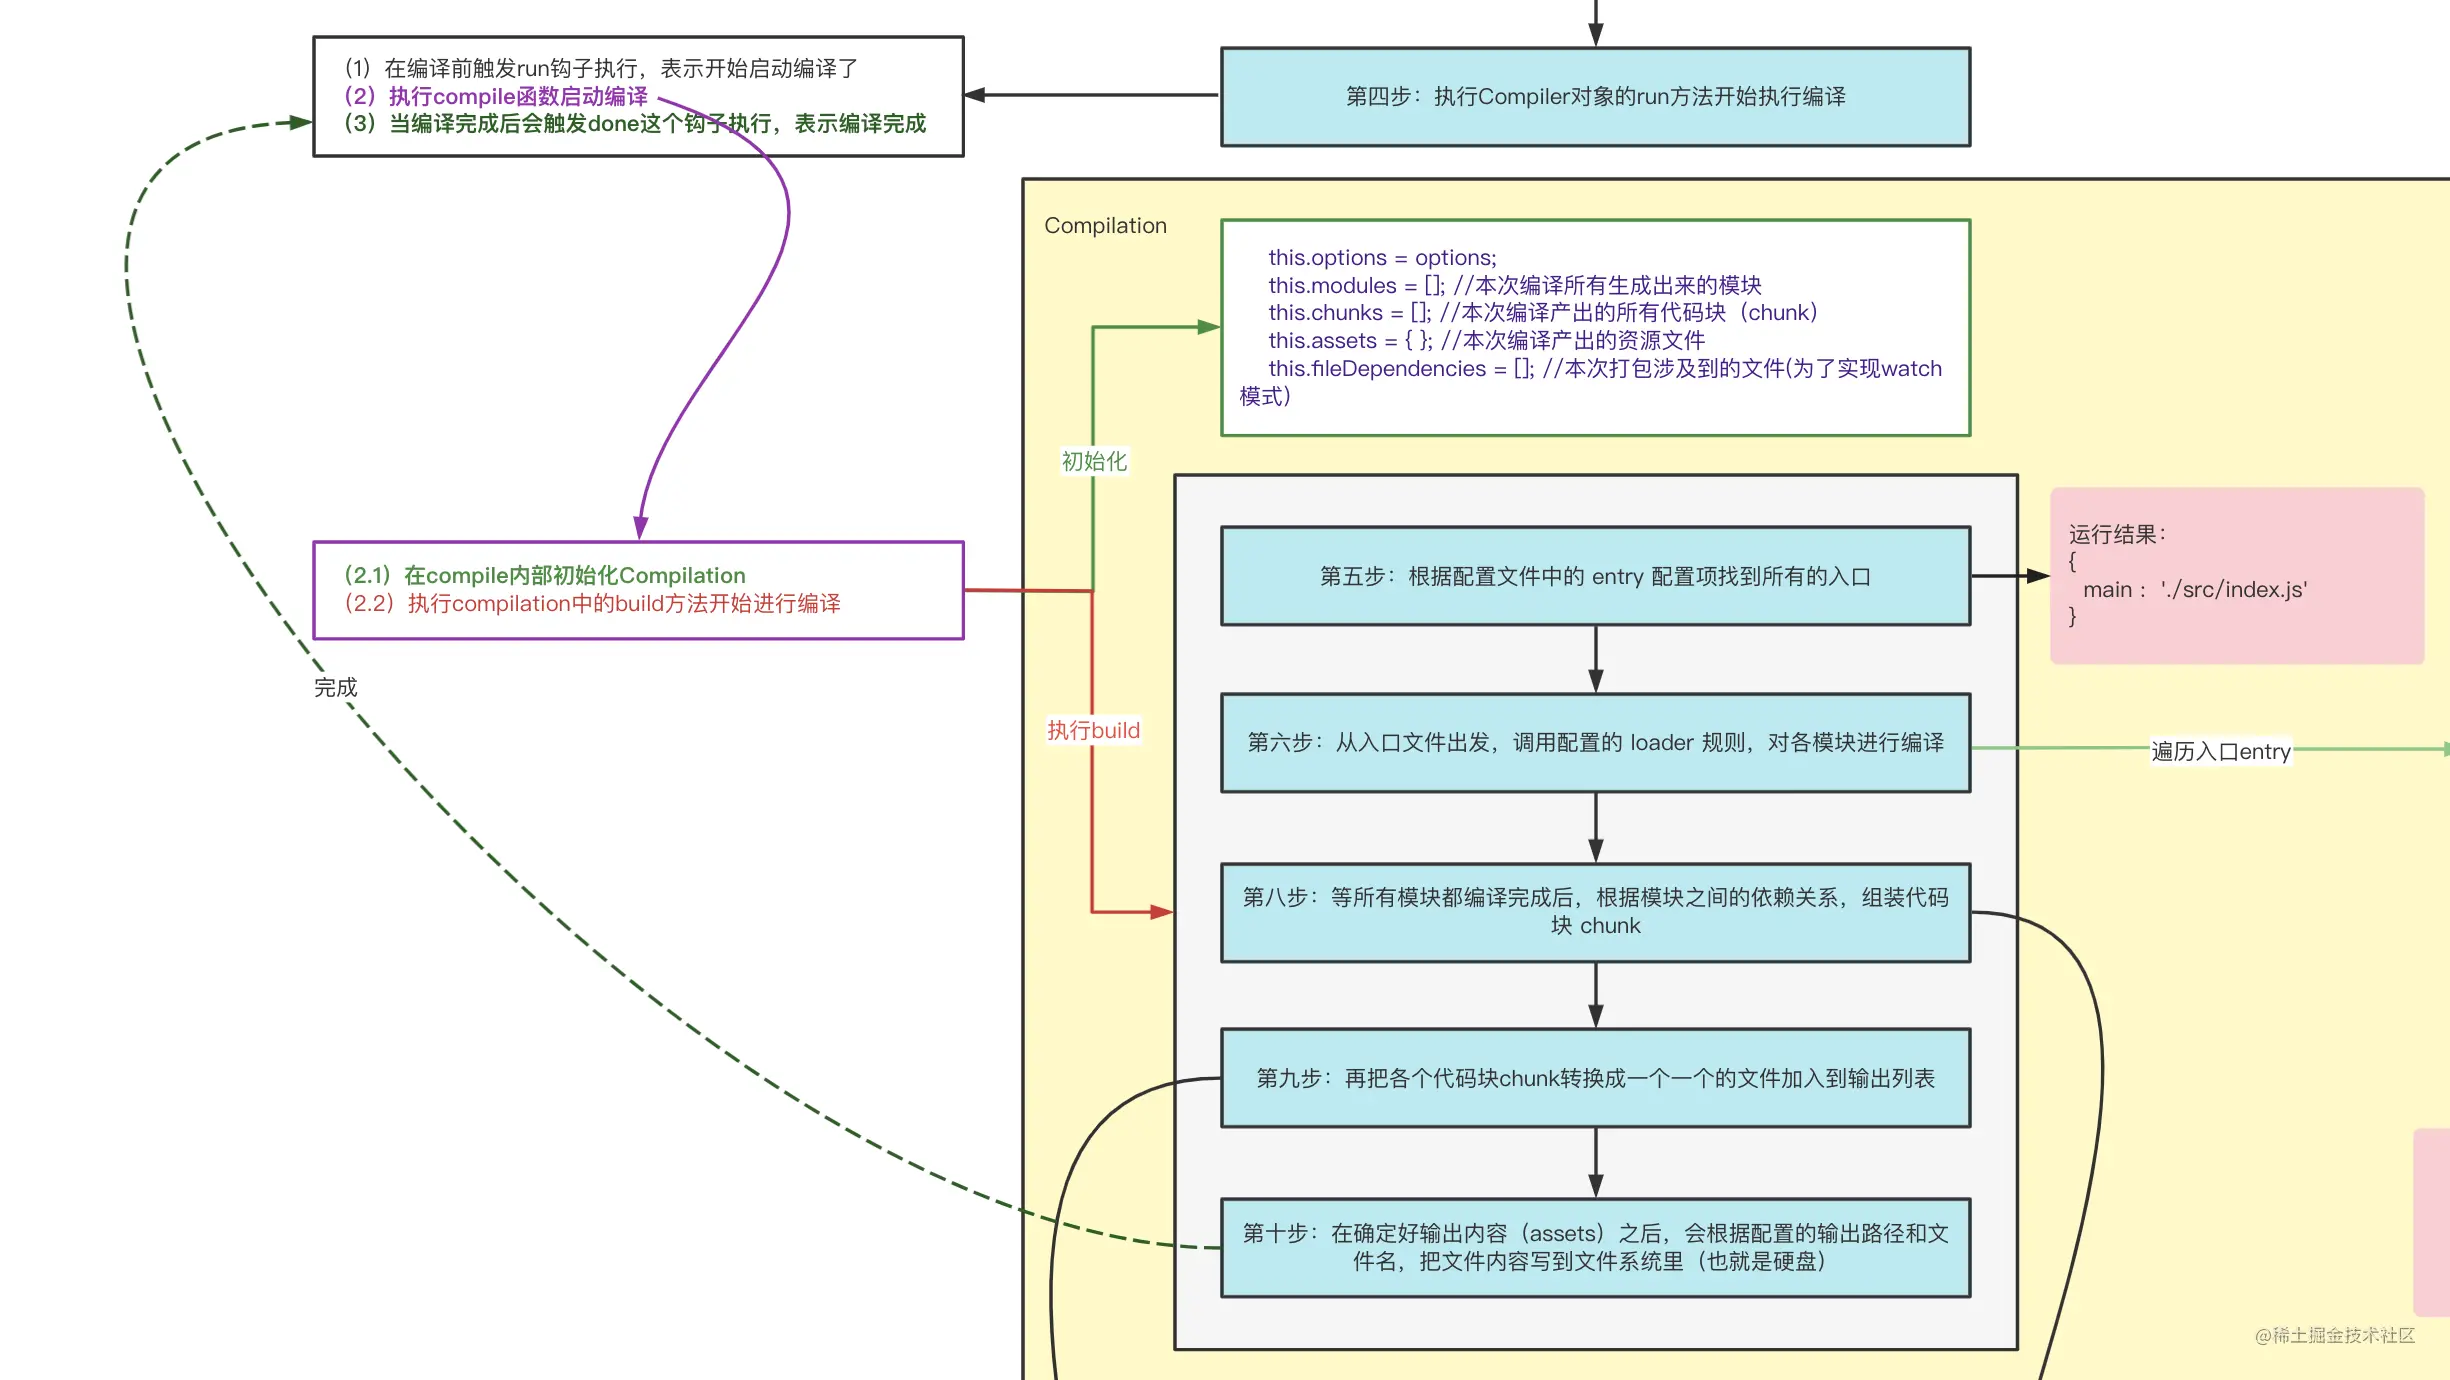 （1）在编译前触发run钩子执行，表示开始启动编译了
（2）执行compile函数启动编译
（3）当编译完成后会触发done这个钩子执行，表示编译完成
第四步：执行Compiler对象的run方法开始执行编译
Compilation
this.options = options;
this.modules = []; //本次编译所有生成出来的模块
this.chunks = []; //本次编译产出的所有代码块（chunk）
this.assets = { }; //本次编译产出的资源文件
this.fileDependencies = []; //本次打包涉及到的文件(为了实现watch
模式）
初始化
（2.1）在compile内部初始化Compilation
（2.2）执行compilation中的build方法开始进行编译
第五步：根据配置文件中的 entry 配置项找到所有的入口
运行结果：
{
main： './src/index.js'
}
完成
执行build
第六步：从入口文件出发，调用配置的 loader 规则，对各模块进行编译
遍历入口entry
第八步：等所有模块都编译完成后，根据模块之间的依赖关系，组装代码
块 chunk
第九步：再把各个代码块chunk转换成一个一个的文件加入到输出列表
第十步：在确定好输出内容（assets）之后，会根据配置的输出路径和文
件名，把文件内容写到文件系统里（也就是硬盘）
@稀土掘金技术社区